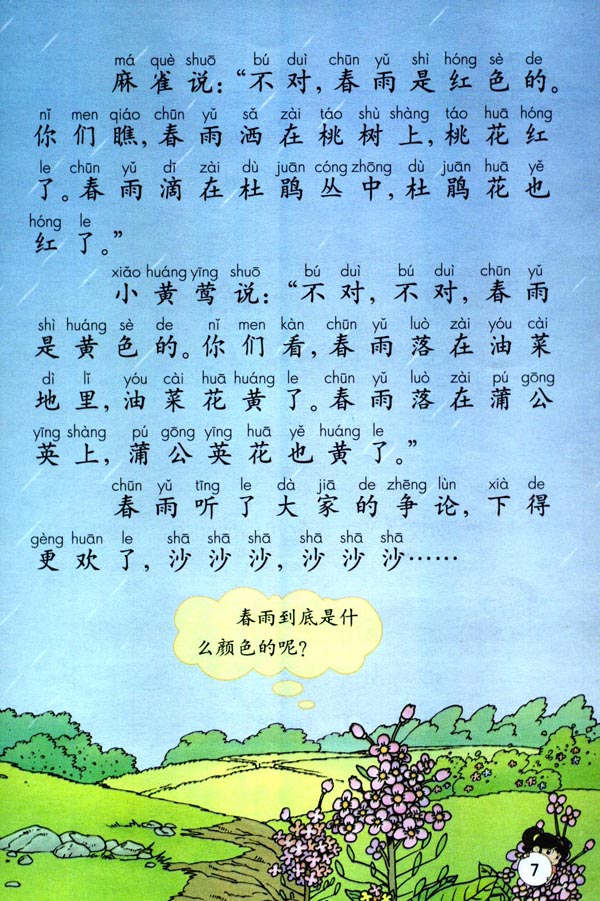 má què shuō bú duì chūn yǔ shì hóng sè de
麻雀说：“不对，春雨是红色的。
nǐ men qiáo chūn yǔ sǎ zài táo shù shàng táo huā hóng
你们瞧，春雨洒在桃树上，桃花红
le chūn yǔ dī zài dù juān cóng zhōng dù juān huā yě
了。春雨滴在杜鹃丛中，杜鹃花也
hóng le
红了。”
xiǎo huáng yīng shuō bú duì bú duì chūn yǔ
小黄莺说：“不对，不对，春雨
shì huáng sè de nǐ men kàn chūn yǔ luò zài yóu cài
是黄色的。你们看，春雨落在油菜
dì lǐ yóu cài huā huáng le chūn yǔ luò zài pú gōng
地里，油菜花黄了。春雨落在蒲公
yīng shàng pú gōng yīng huā yě huáng le
英上，蒲公英花也黄了。”
chūn yǔ tīng le dà jiā de zhēng lùn xià de
春雨听了大家的争论，下得
gèng huān le shā shā shā shā shā shā
更欢了，沙沙沙，沙沙沙……
春雨到底是什
么颜色的呢？
7